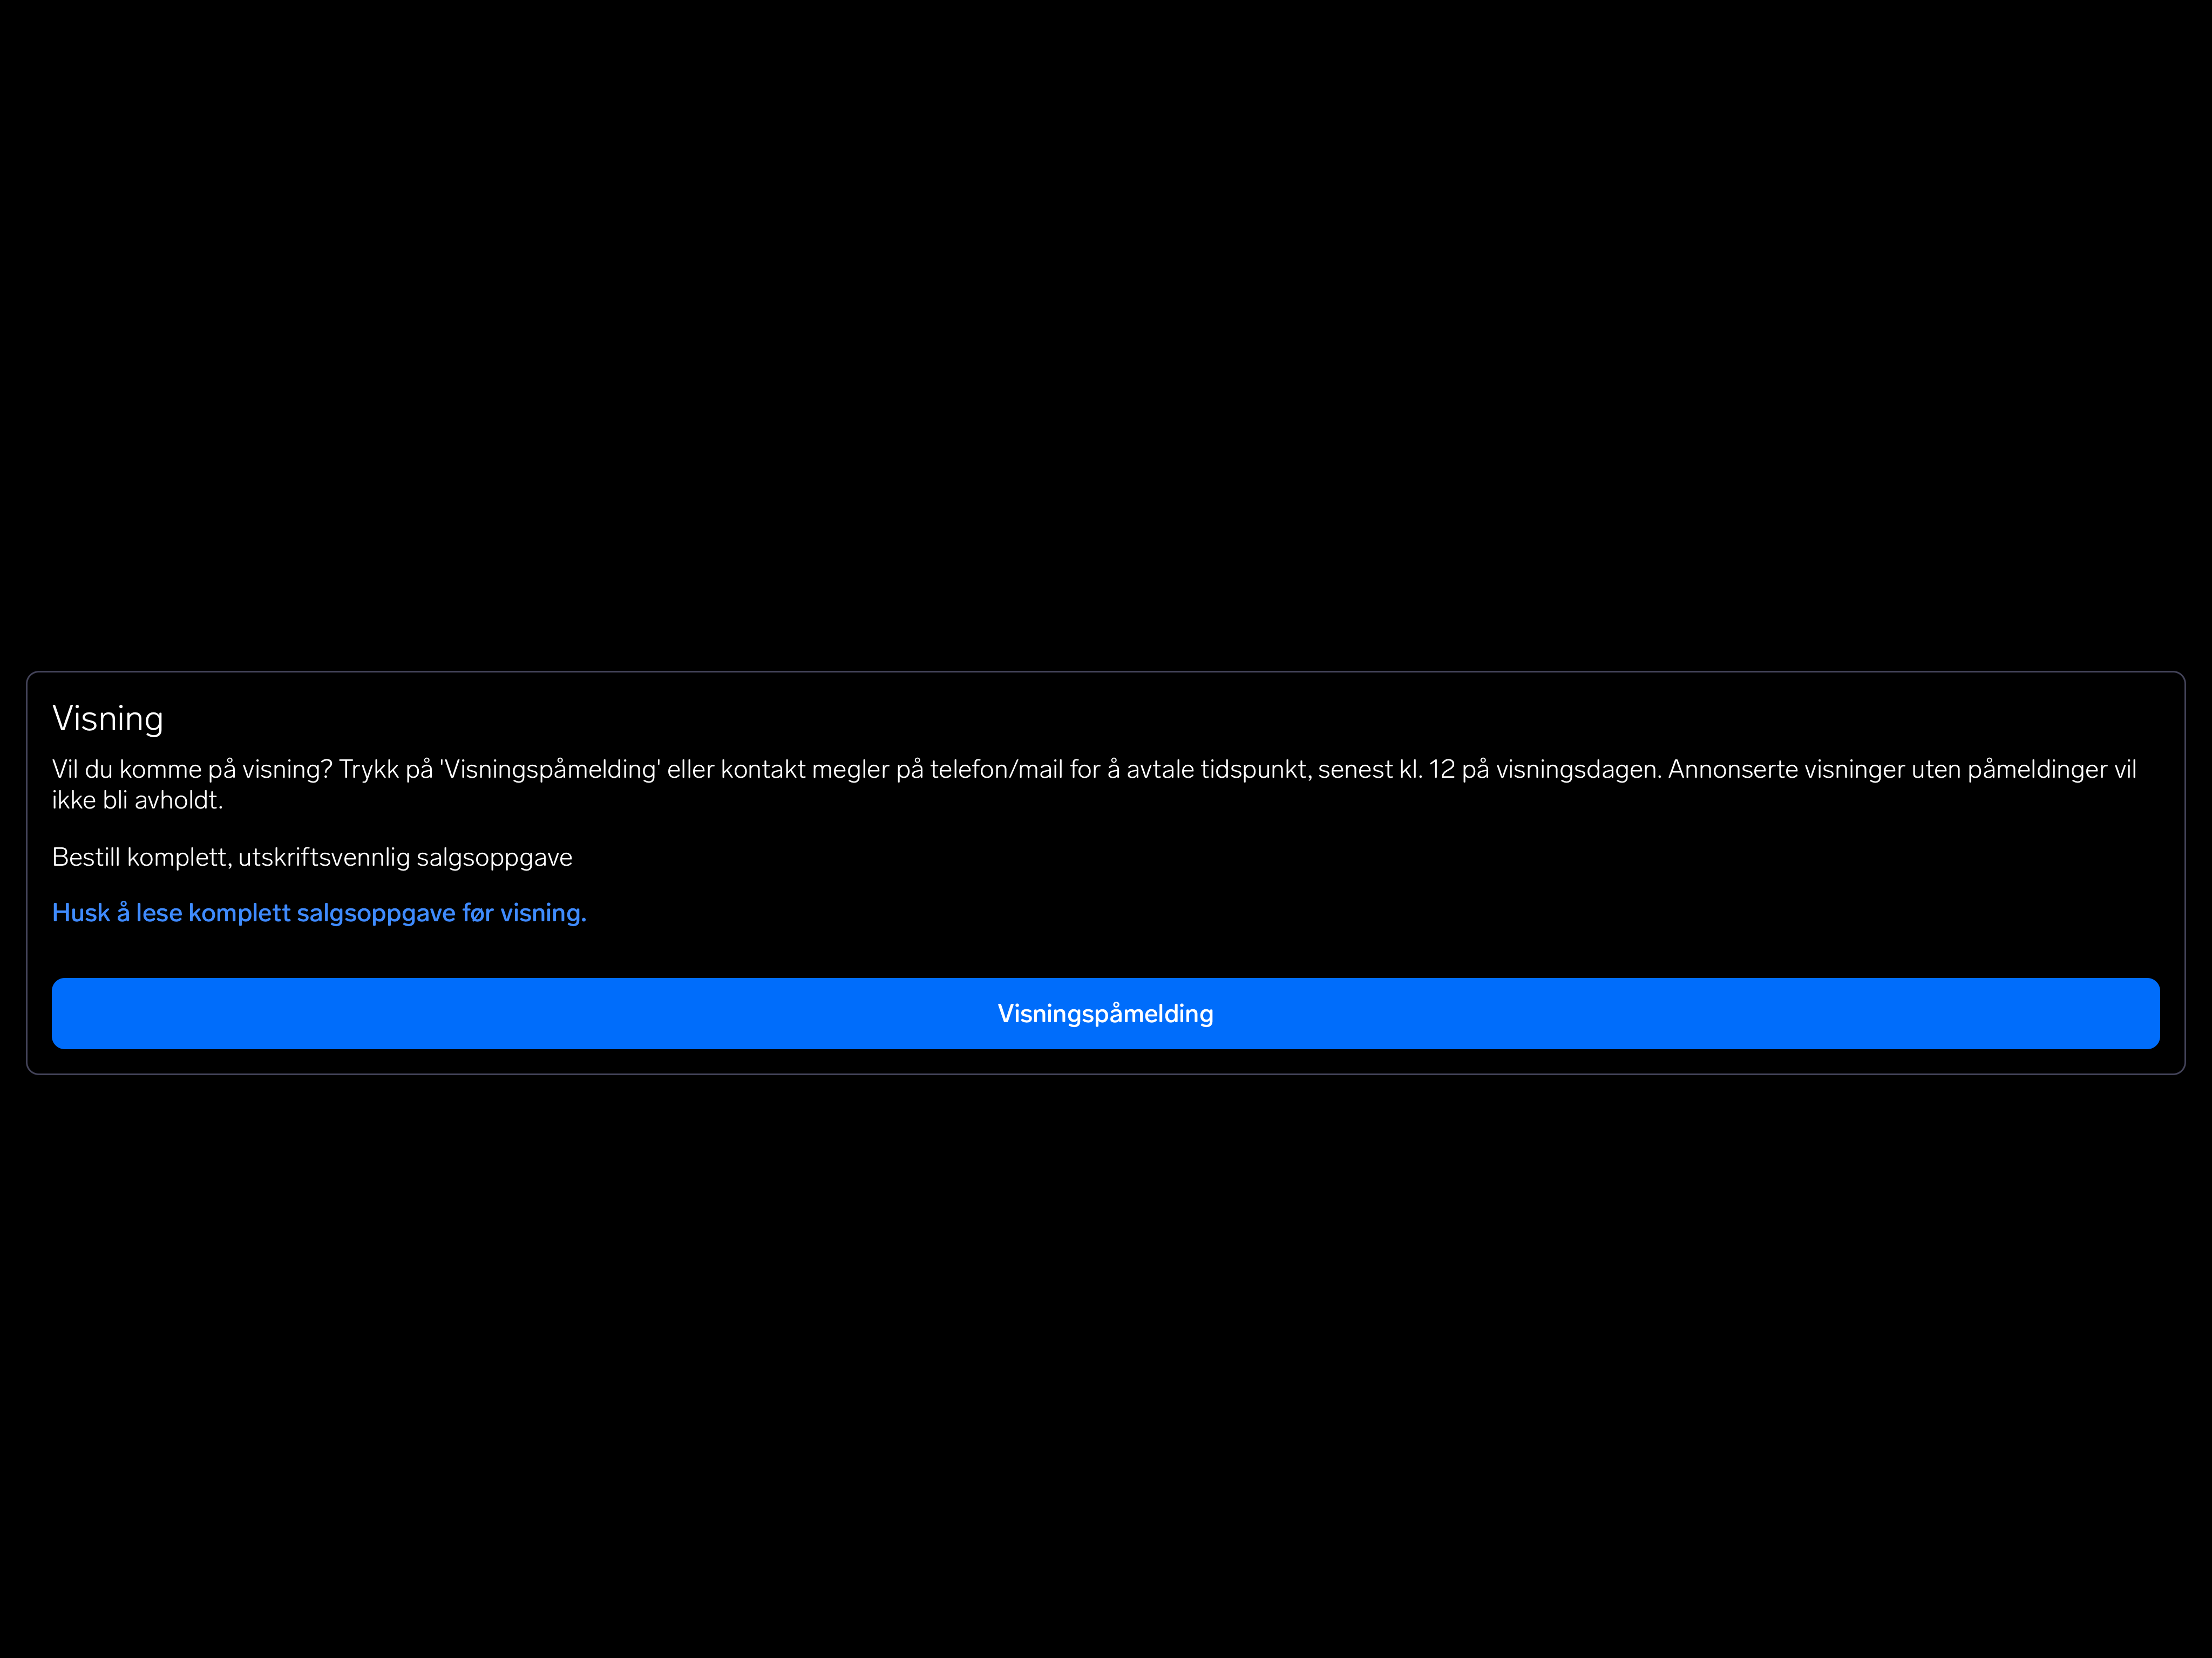 Visning
Vil du komme på visning? Trykk på 'Visningspåmelding' eller kontakt megler på telefon/mail for å avtale tidspunkt, senest kl. 12 på visningsdagen. Annonserte visninger uten påmeldinger vil
ikke bli avholdt.
Bestill komplett, utskriftsvennlig salgsoppgave
Husk å lese komplett salgsoppgave før visning.
Visningspåmelding